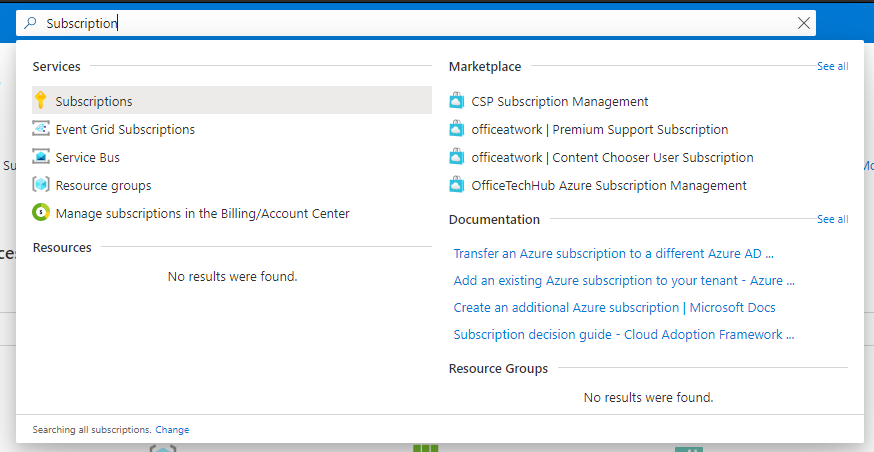 Subscription
Services
Subscriptions
Event Grid Subscriptions
Service Bus
Resource groups
Manage subscriptions in the Billing/Account Center
Resources
No results were found.
Marketplace
See all
CSP Subscription Management
officeatwork | Premium Support Subscription
officeatwork | Content Chooser User Subscription
OfficeTechHub Azure Subscription Management
Documentation
See all
Transfer an Azure subscription to a different Azure AD ...
Add an existing Azure subscription to your tenant - Azure ...
Create an additional Azure subscription | Microsoft Docs
Subscription decision guide - Cloud Adoption Framework ...
Resource Groups
No results were found.
Searching all subscriptions. Change